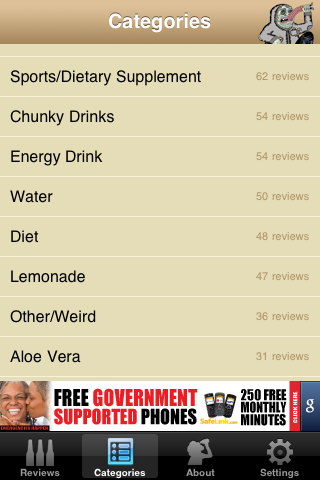 Categories
Sports/Dietary Supplement 62 reviews
Chunky Drinks 54 reviews
Energy Drink 54 reviews
Water 50 reviews
Diet 48 reviews
Lemonade 47 reviews
Other/Weird 36 reviews
Aloe Vera 31 reviews
FREE GOVERNMENT
SUPPORTED PHONES
SafeLink.com
250 FREE
MONTHLY
MINUTES
CLICK HERE
g
Reviews Categories About Settings